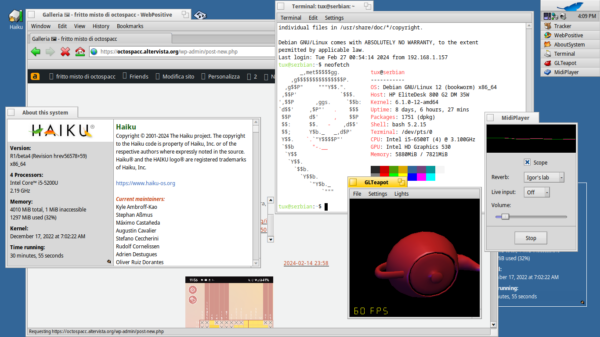 Haiku
Galleria - fritto misto di octospacc - WebPositive
Window Edit View History Bookmarks
Galleria ‹ fritto misto di octospacc
https://octospacc.altervista.org/wp-admin/post-new.php
fritto misto di octospacc Friends Modifica sito Personalizza 2
Requesting https://octospacc.altervista.org/wp-admin/post-new.php
Terminal: tux@serbian: ~
Terminal Edit Settings
individual files in /usr/share/doc/*/copyright.
Debian GNU/Linux comes with ABSOLUTELY NO WARRANTY, to the extent
permitted by applicable law.
Last login: Tue Feb 27 00:54:14 2024 from 192.168.1.157
tux@serbian:~$ neofetch
tux@serbian
OS: Debian GNU/Linux 12 (bookworm) x86_64
Host: HP EliteDesk 800 G2 DM 35W
Kernel: 6.1.0-12-amd64
Uptime: 8 days, 6 hours, 27 mins
Packages: 1751 (dpkg)
Shell: bash 5.2.15
Terminal: /dev/pts/0
CPU: Intel i5-6500T (4) @ 3.100GHz
GPU: Intel HD Graphics 530
Memory: 5880MiB / 7821MiB
tux@serbian:~$
2024-02-14 23:58
About this system
HAIKU
Version:
R1/beta4 (Revision hrev56578+59)
x86_64
4 Processors:
Intel Core™ i5-5200U
2.19 GHz
Memory:
4010 MiB total, 1 MiB inaccessible
1297 MiB used (32%)
Kernel:
December 17, 2022 at 7:02:22 AM
Time running:
30 minutes, 55 seconds
Haiku
Copyright © 2001-2024 The Haiku project. The copyright
to the Haiku code is property of Haiku, Inc. or of the
respective authors where expressly noted in the source.
Haiku® and the HAIKU logo® are registered trademarks
of Haiku, Inc.
https://www.haiku-os.org
Current maintainers:
Kyle Ambroff-Kao
Stephan Aßmus
Máximo Castañeda
Augustin Cavalier
Stefano Ceccherini
Rudolf Cornelissen
Adrien Destugues
Oliver Ruiz Dorantes
GLTeapot
File Settings Lights
60 FPS
MidiPlayer
Scope
Reverb: Igor's lab
Live input: Off
Volume:
Stop
used (32%)
17, 2022 at 7:02:22 AM
running:
es, 55 seconds
4:09 PM
Tracker
WebPositive
AboutSystem
Terminal
GLTeapot
MidiPlayer